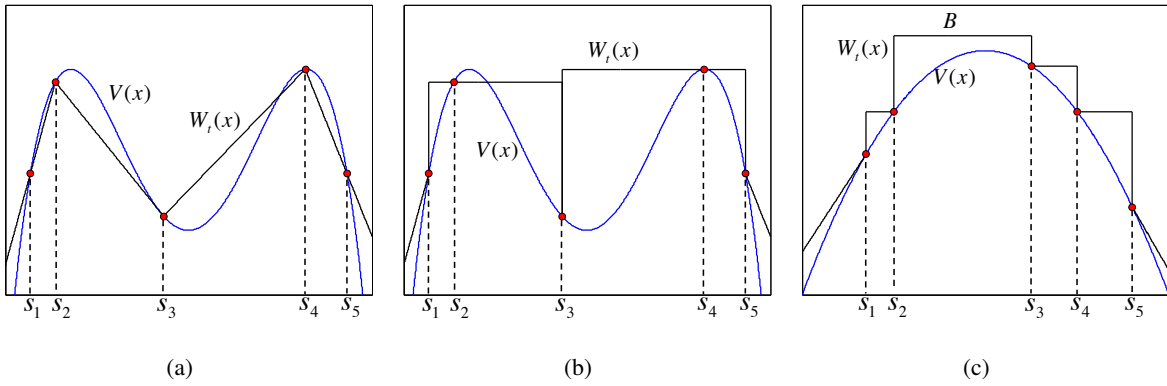 V(x)
W_t(x)
s_1 s_2 s_3 s_4 s_5
(a)
W_t(x)
V(x)
s_1 s_2 s_3 s_4 s_5
(b)
B
W_t(x)
V(x)
s_1 s_2 s_3 s_4 s_5
(c)